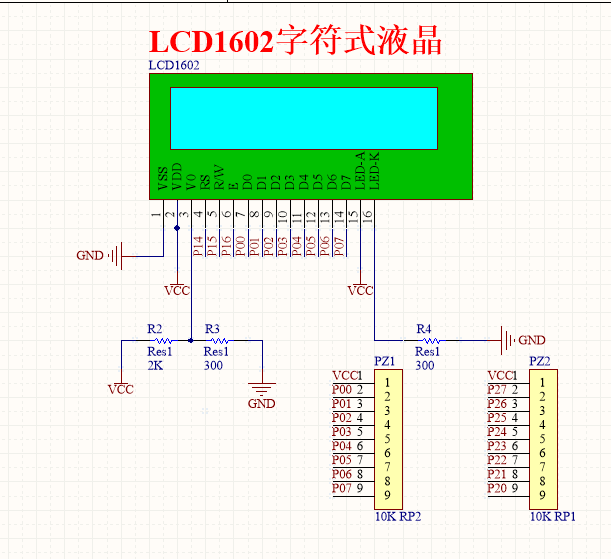 LCD1602字符式液晶
LCD1602
VSS VDD V0 RS R/W E D0 D1 D2 D3 D4 D5 D6 D7 LED-A LED-K
1 2 3 4 5 6 7 8 9 10 11 12 13 14 15 16
P14 P15 P16 P00 P01 P02 P03 P04 P05 P06 P07
GND
VCC VCC
R2 R3 R4
GND
Res1 Res1 Res1
2K 300 300
VCC GND
PZ1 PZ2
VCC1 1 VCC1 1
P00 2 2 P27 2 2
P01 3 3 P26 3 3
P02 4 4 P25 4 4
P03 5 5 P24 5 5
P04 6 6 P23 6 6
P05 7 7 P22 7 7
P06 8 8 P21 8 8
P07 9 9 P20 9 9
10K RP2 10K RP1